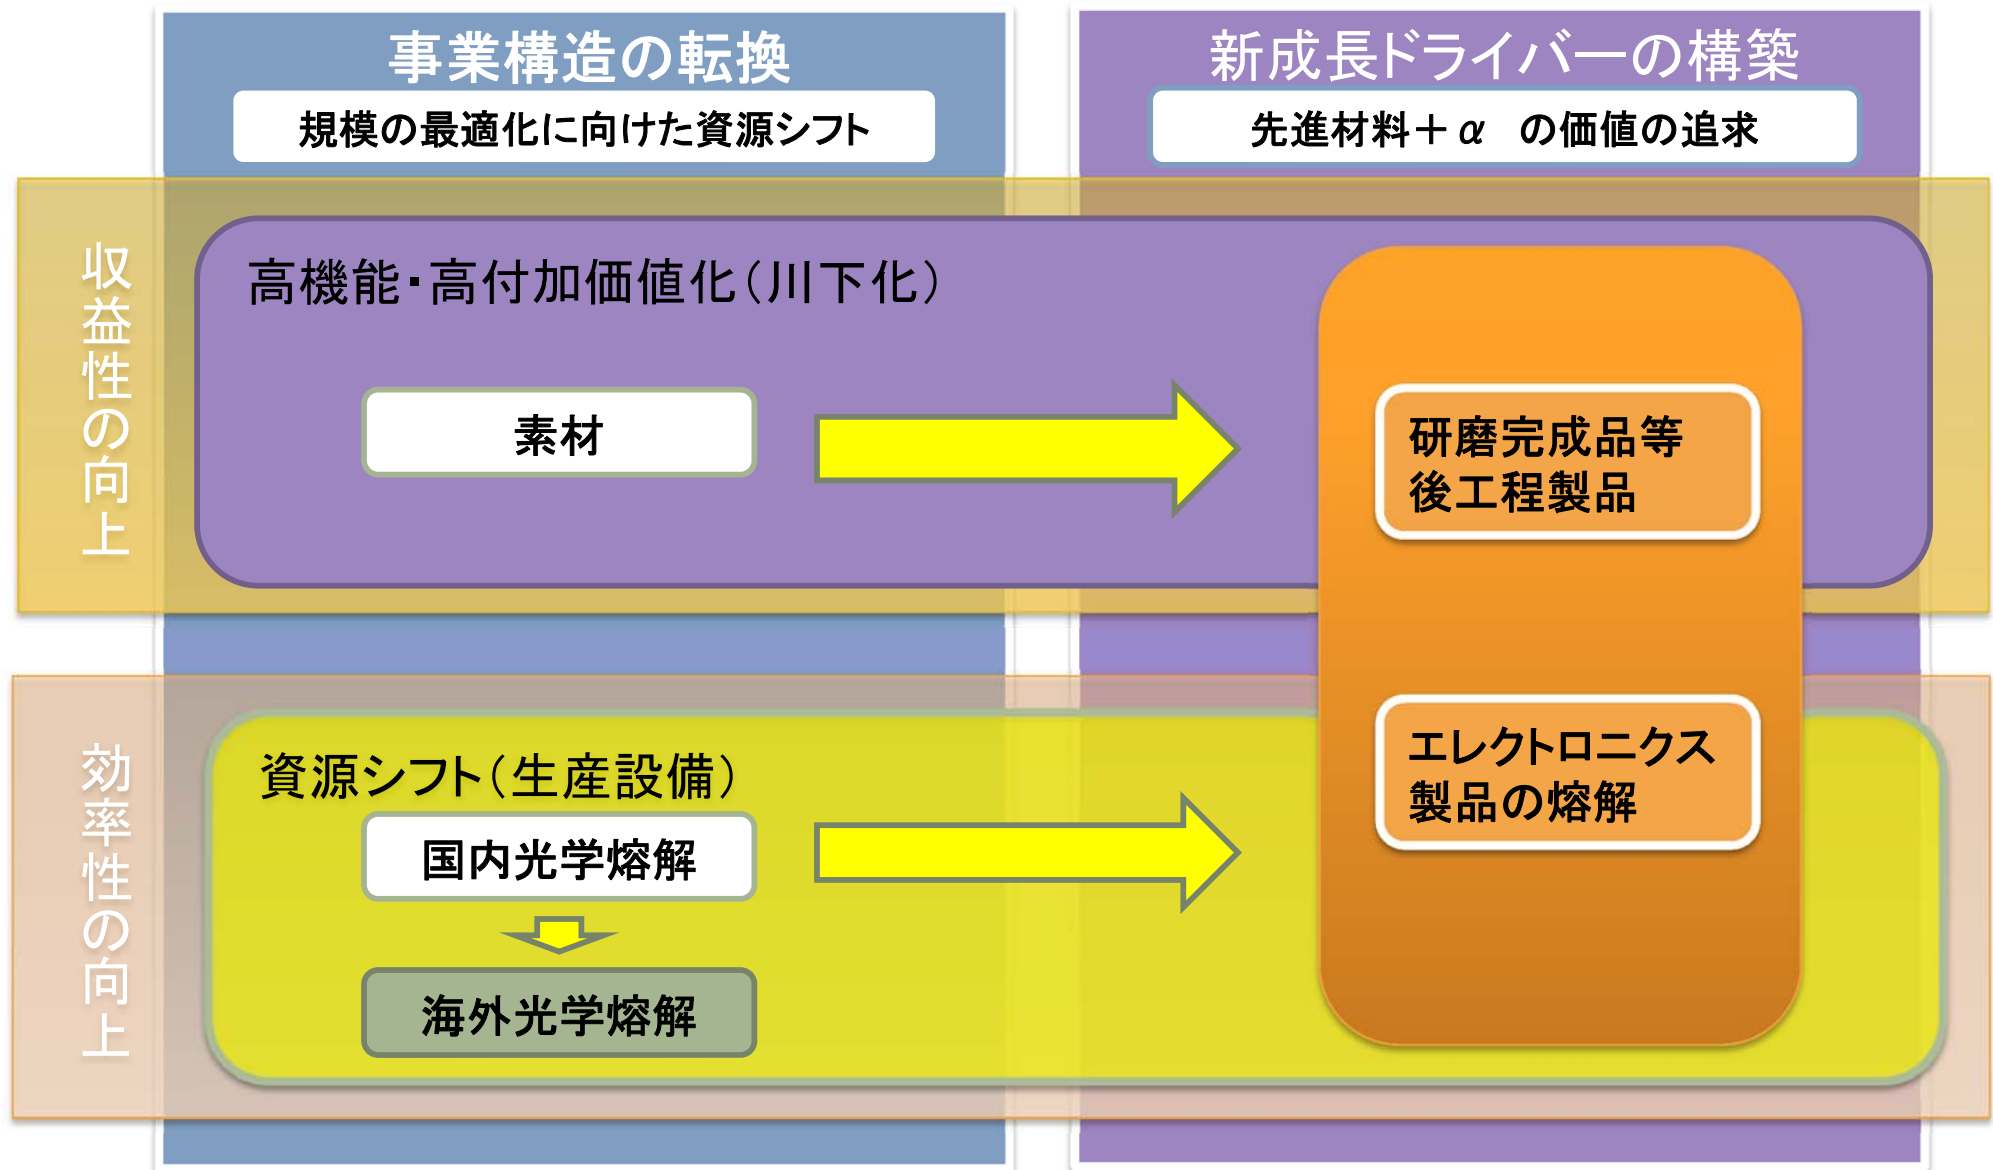 事業構造の転換
規模の最適化に向けた資源シフト
新成長ドライバーの構築
先進材料＋α　の価値の追求
収益性の向上
高機能・高付加価値化（川下化）
素材
研磨完成品等
後工程製品
効率性の向上
資源シフト（生産設備）
国内光学熔解
海外光学熔解
エレクトロニクス
製品の熔解